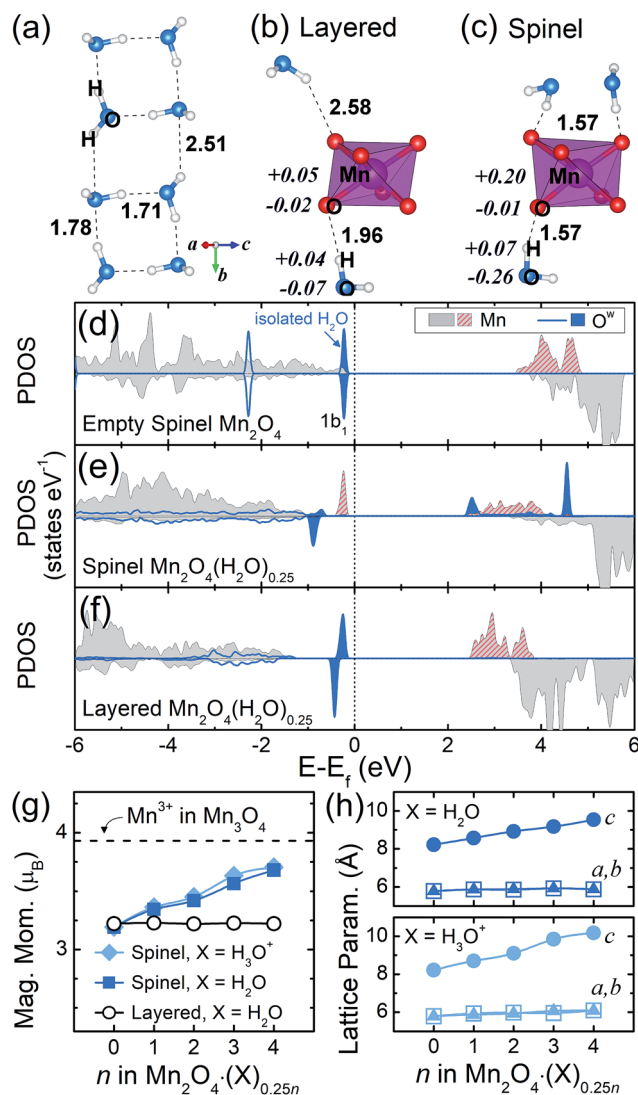 (a)
(b) Layered
(c) Spinel
H
O
H
2.51
1.78
1.71
a
c
b
2.58
Mn
+0.05
-0.02
O
1.96
+0.04
H
-0.07
O
1.57
Mn
+0.20
-0.01
O
1.57
+0.07
H
-0.26
O
(d)
isolated H₂O
Mn
Oʷ
PDOS
Empty Spinel Mn₂O₄
1b₁
(e)
PDOS
(states eV⁻¹)
Spinel Mn₂O₄(H₂O)₀.₂₅
(f)
PDOS
Layered Mn₂O₄(H₂O)₀.₂₅
-6
-4
-2
0
2
4
6
E-E_f (eV)
(g)
Mn³⁺ in Mn₃O₄
4
3
Mag. Mom. (μ_B)
Spinel, X = H₃O⁺
Spinel, X = H₂O
Layered, X = H₂O
0 1 2 3 4
n in Mn₂O₄·(X)₀.₂₅ₙ
(h)
X = H₂O
c
10
8
6
a,b
Lattice Param. (Å)
X = H₃O⁺
c
10
8
6
a,b
0 1 2 3 4
n in Mn₂O₄·(X)₀.₂₅ₙ